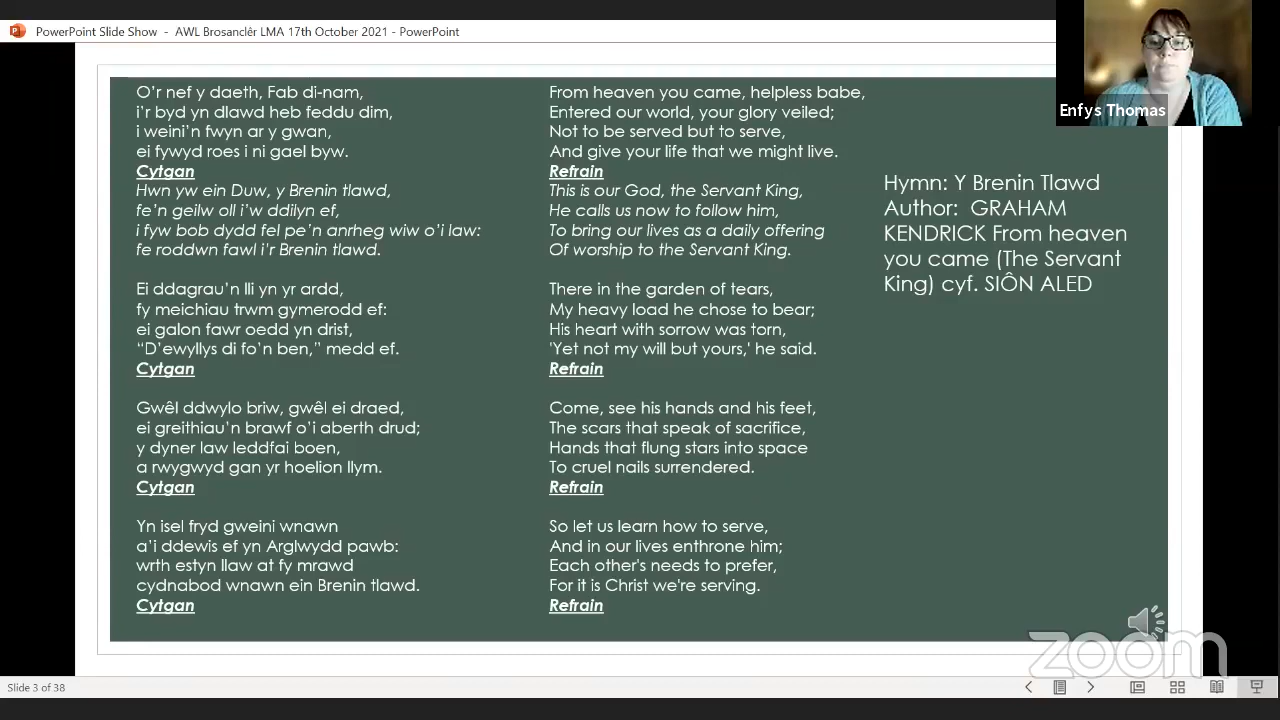 PowerPoint Slide Show - AWL Brosanclêr LMA 17th October 2021 - PowerPoint
Enfys Thomas
O'r nef y daeth, Fab di-nam,
i'r byd yn dlawd heb feddu dim,
i weini'n fwyn ar y gwan,
ei fywyd roes i ni gael byw.
Cytgan
Hwn yw ein Duw, y Brenin tlawd,
fe'n geilw oll i'w ddilyn ef,
i fyw bob dydd fel pe'n anrheg wiw o'i law:
fe roddwn fawl i'r Brenin tlawd.
Ei ddagrau'n lli yn yr ardd,
fy meichiau trwm gymerodd ef:
ei galon fawr oedd yn drist,
“D'ewyllys di fo'n ben,” medd ef.
Cytgan
Gwêl ddwylo briw, gwêl ei draed,
ei greithiau'n brawf o'i aberth drud;
y dyner law leddfai boen,
a rwygwyd gan yr hoelion llym.
Cytgan
Yn isel fryd gweini wnawn
a'i ddewis ef yn Arglwydd pawb:
wrth estyn llaw at fy mrawd
cydnabod wnawn ein Brenin tlawd.
Cytgan
From heaven you came, helpless babe,
Entered our world, your glory veiled;
Not to be served but to serve,
And give your life that we might live.
Refrain
This is our God, the Servant King,
He calls us now to follow him,
To bring our lives as a daily offering
Of worship to the Servant King.
There in the garden of tears,
My heavy load he chose to bear;
His heart with sorrow was torn,
'Yet not my will but yours,' he said.
Refrain
Come, see his hands and his feet,
The scars that speak of sacrifice,
Hands that flung stars into space
To cruel nails surrendered.
Refrain
So let us learn how to serve,
And in our lives enthrone him;
Each other's needs to prefer,
For it is Christ we're serving.
Refrain
Hymn: Y Brenin Tlawd
Author: GRAHAM
KENDRICK From heaven
you came (The Servant
King) cyf. SIÔN ALED
zoom
Slide 3 of 38